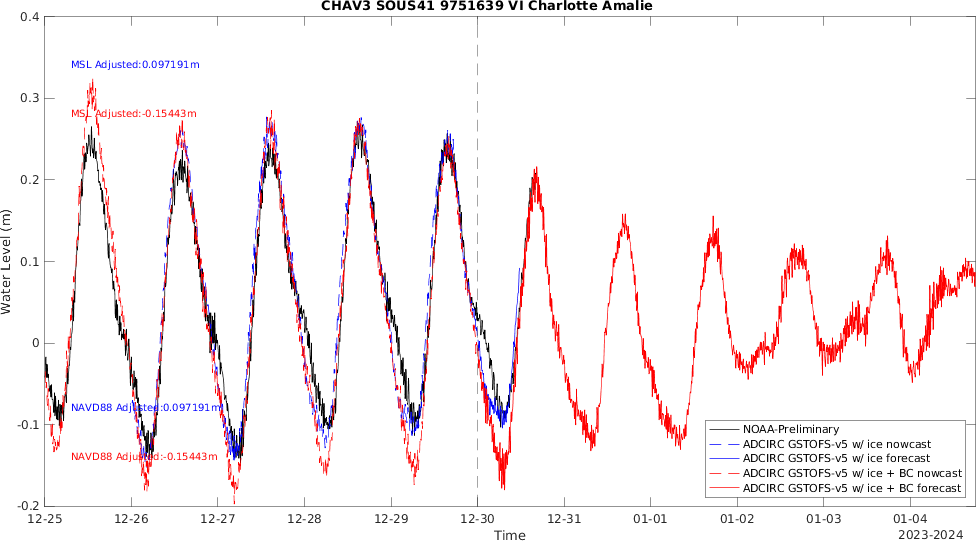 CHAV3 SOUS41 9751639 VI Charlotte Amalie
0.4
MSL Adjusted:0.097191m
0.3
MSL Adjusted:-0.15443m
0.2
Water Level (m)
0.1
0
NAVD88 Adjusted:0.097191m
-0.1
NAVD88 Adjusted:-0.15443m
-0.2
NOAA-Preliminary
ADCIRC GSTOFS-v5 w/ ice nowcast
ADCIRC GSTOFS-v5 w/ ice forecast
ADCIRC GSTOFS-v5 w/ ice + BC nowcast
ADCIRC GSTOFS-v5 w/ ice + BC forecast
12-25 12-26 12-27 12-28 12-29 12-30 12-31 01-01 01-02 01-03 01-04
Time
2023-2024